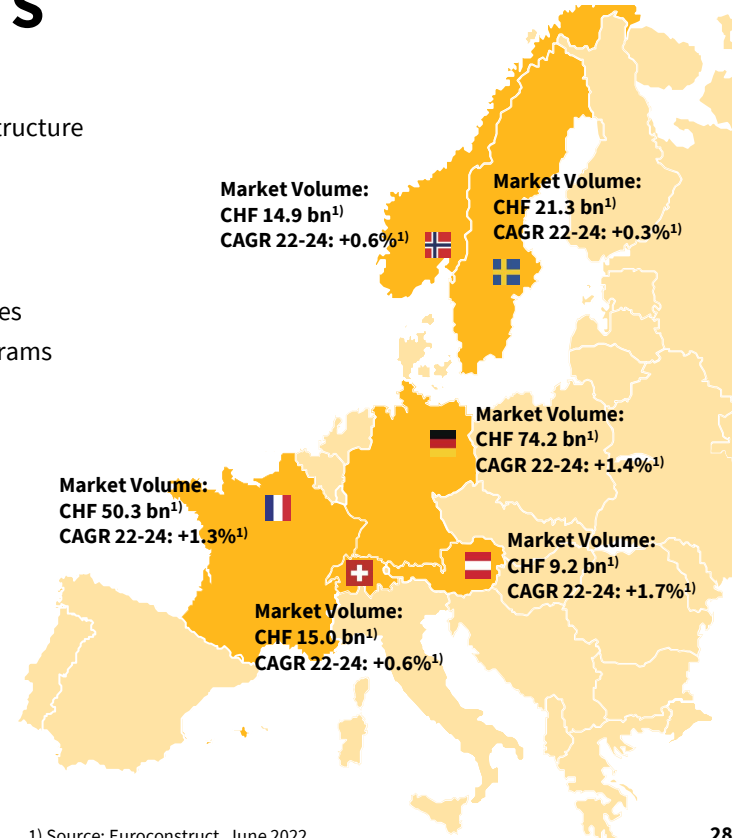 s
tructure
Market Volume:
CHF 14.9 bn1)
CAGR 22-24: +0.6%1)
Market Volume:
CHF 21.3 bn1)
CAGR 22-24: +0.3%1)
es
rams
Market Volume:
CHF 74.2 bn1)
CAGR 22-24: +1.4%1)
Market Volume:
CHF 50.3 bn1)
CAGR 22-24: +1.3%1)
Market Volume:
CHF 9.2 bn1)
CAGR 22-24: +1.7%1)
Market Volume:
CHF 15.0 bn1)
CAGR 22-24: +0.6%1)
1) Source: Euroconstruct, June 2022
28